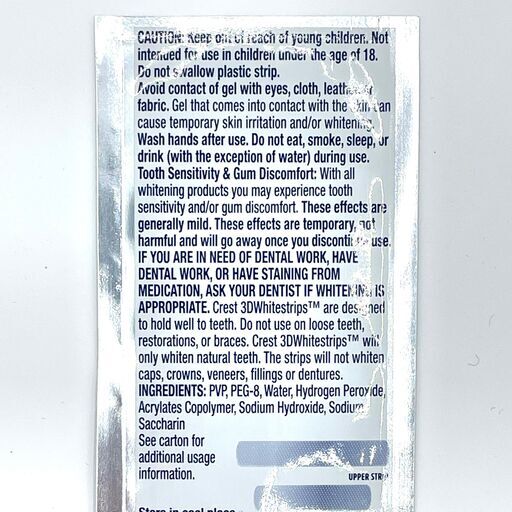 CAUTION: Keep out of reach of young children. Not
intended for use in children under the age of 18.
Do not swallow plastic strip.
Avoid contact of gel with eyes, cloth, leather or
fabric. Gel that comes into contact with the skin can
cause temporary skin irritation and/or whitening.
Wash hands after use. Do not eat, smoke, sleep, or
drink (with the exception of water) during use.
Tooth Sensitivity & Gum Discomfort: With all
whitening products you may experience tooth
sensitivity and/or gum discomfort. These effects are
generally mild. These effects are temporary, not
harmful and will go away once you discontinue use.
IF YOU ARE IN NEED OF DENTAL WORK, HAVE
DENTAL WORK, OR HAVE STAINING FROM
MEDICATION, ASK YOUR DENTIST IF WHITENING IS
APPROPRIATE. Crest 3DWhitestrips™ are designed
to hold well to teeth. Do not use on loose teeth,
restorations, or braces. Crest 3DWhitestrips™ will
only whiten natural teeth. The strips will not whiten
caps, crowns, veneers, fillings or dentures.
INGREDIENTS: PVP, PEG-8, Water, Hydrogen Peroxide,
Acrylates Copolymer, Sodium Hydroxide, Sodium
Saccharin
See carton for
additional usage
information.
UPPER STRIP
Store in cool place